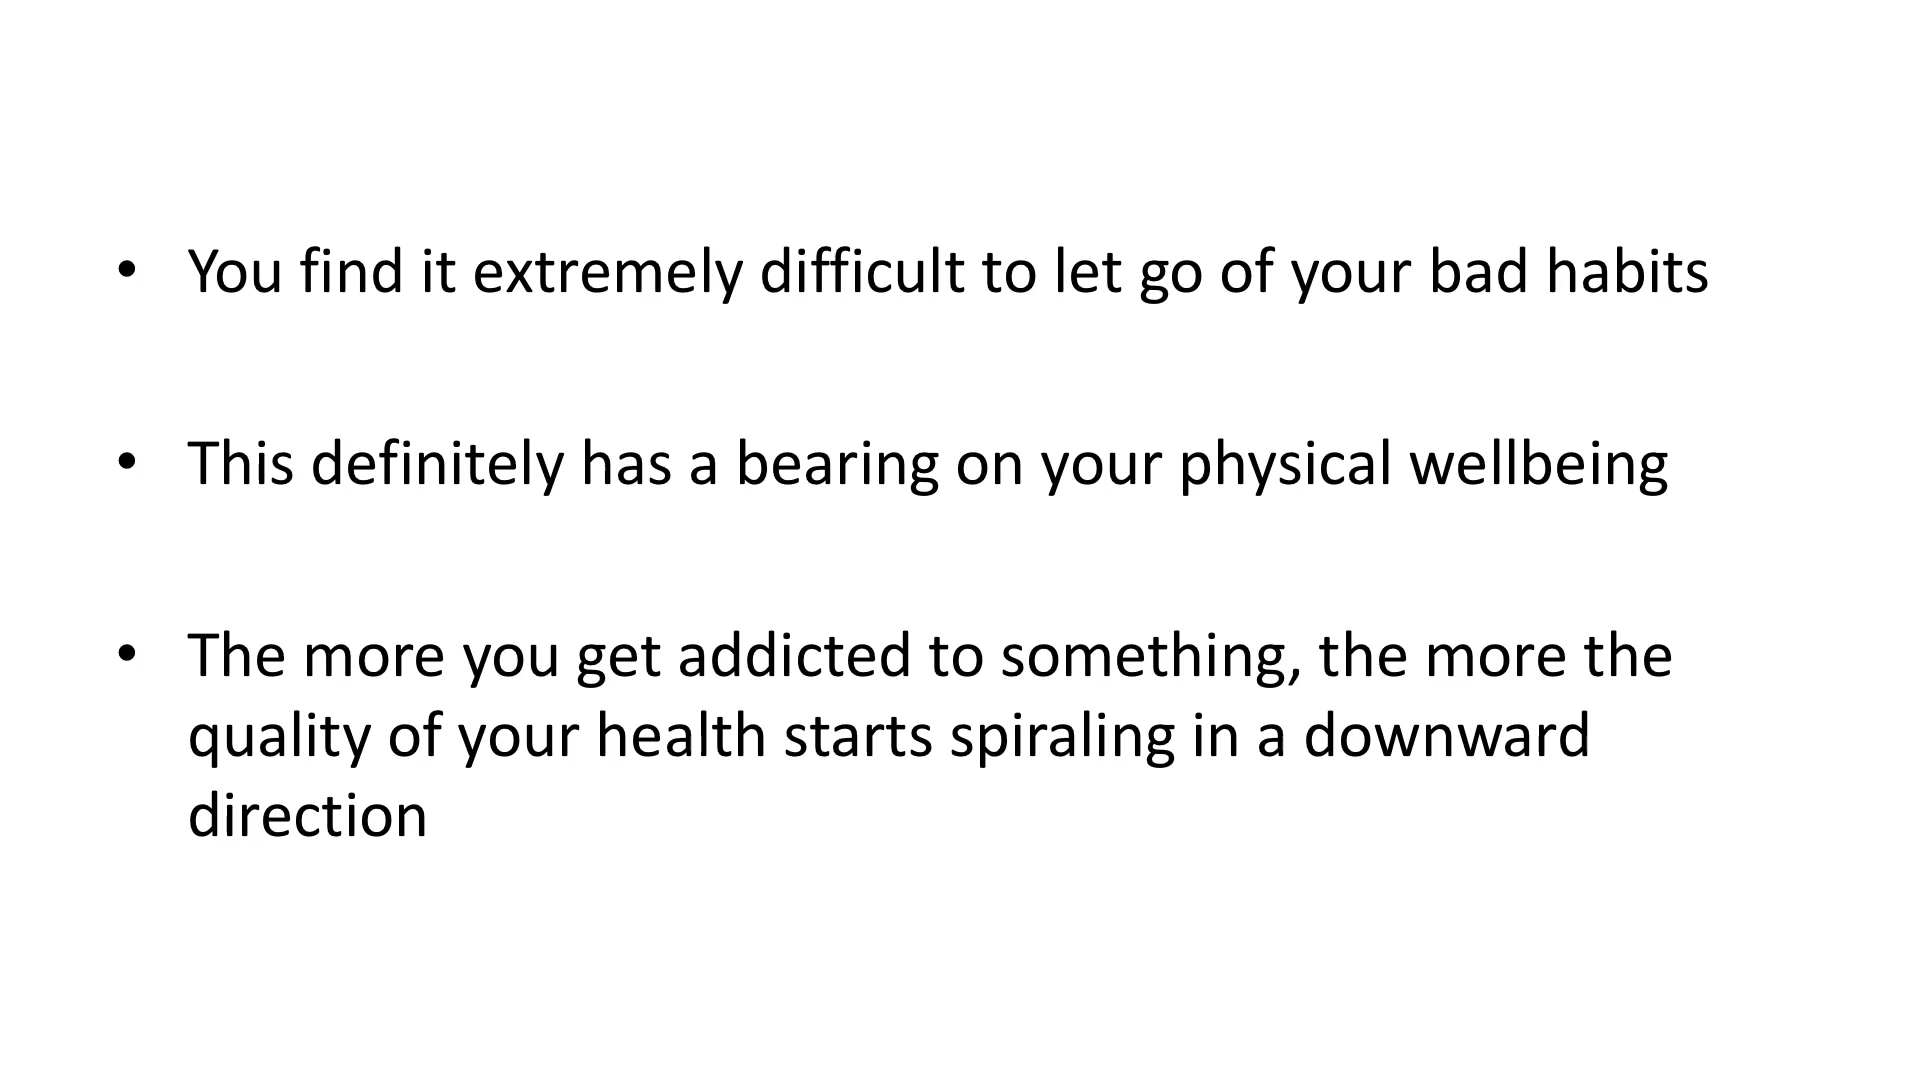 • You find it extremely difficult to let go of your bad habits
• This definitely has a bearing on your physical wellbeing
• The more you get addicted to something, the more the
quality of your health starts spiraling in a downward
direction